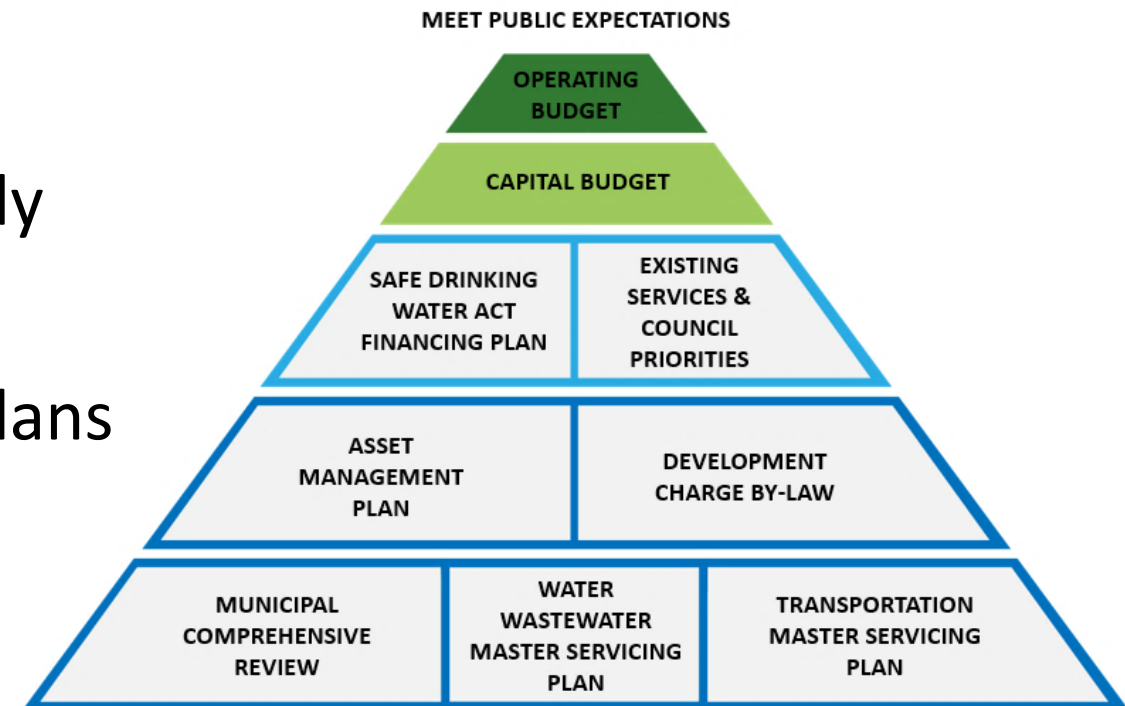 MEET PUBLIC EXPECTATIONS
OPERATING
BUDGET
CAPITAL BUDGET
SAFE DRINKING
WATER ACT
FINANCING PLAN
EXISTING
SERVICES &
COUNCIL
PRIORITIES
ASSET
MANAGEMENT
PLAN
DEVELOPMENT
CHARGE BY-LAW
MUNICIPAL
COMPREHENSIVE
REVIEW
WATER
WASTEWATER
MASTER SERVICING
PLAN
TRANSPORTATION
MASTER SERVICING
PLAN